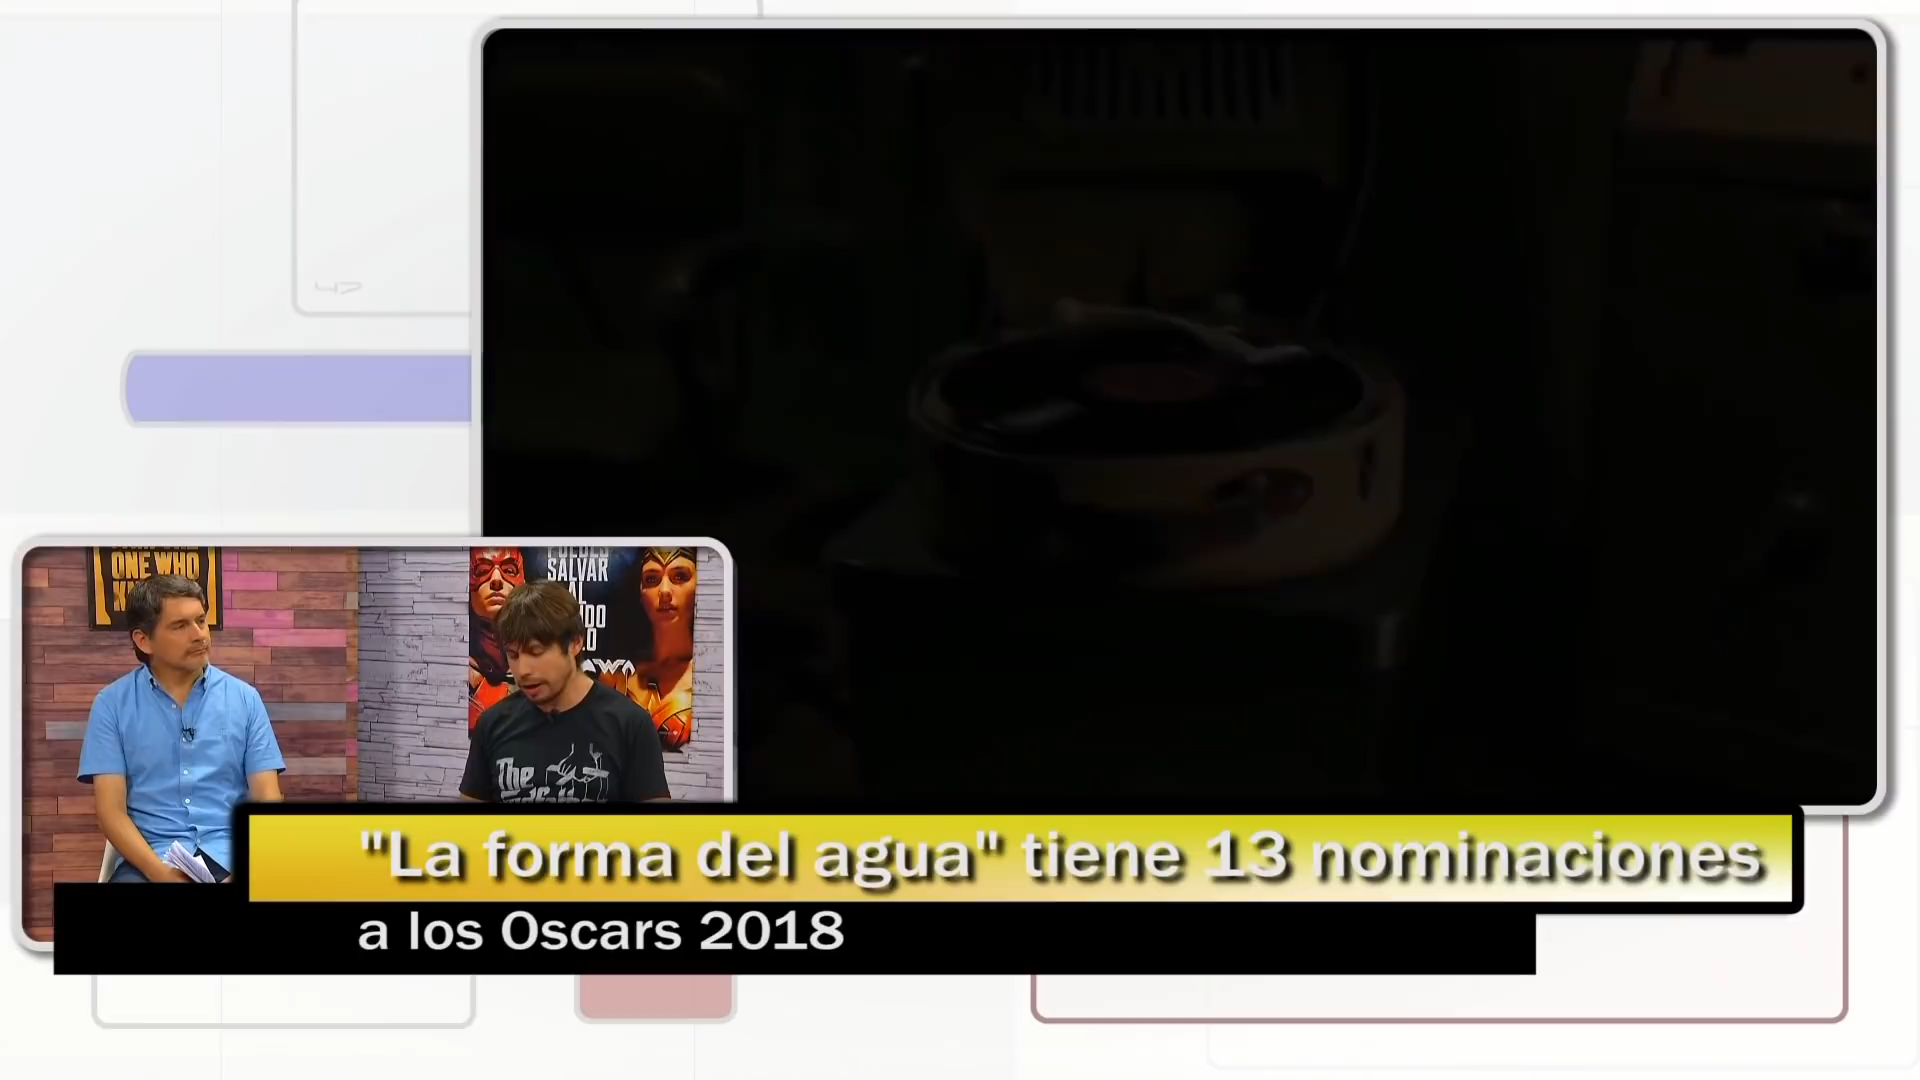 ONE WHO
SALVAR
AL
The
"La forma del agua" tiene 13 nominaciones
a los Oscars 2018